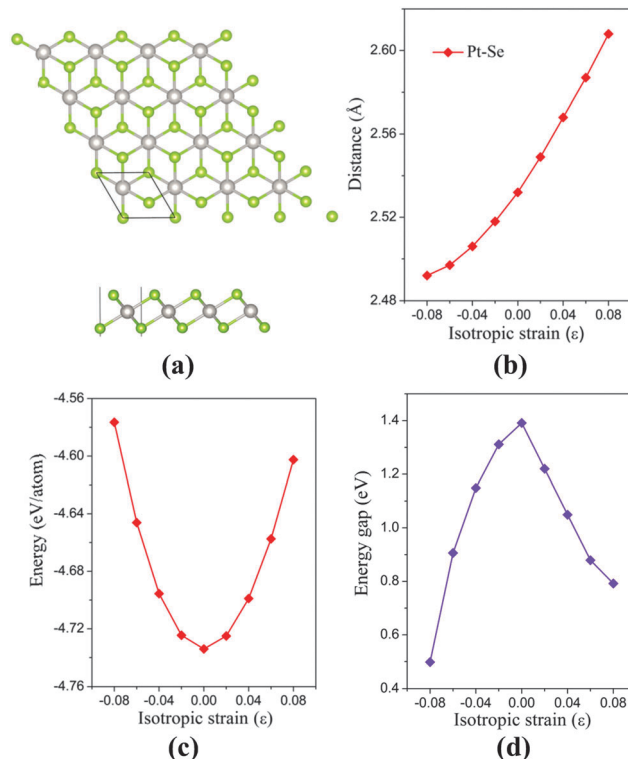 (a)
2.60
2.56
2.52
2.48
Distance (Å)
Pt-Se
-0.08 -0.04 0.00 0.04 0.08
Isotropic strain (ε)
(b)
-4.56
-4.60
-4.64
-4.68
-4.72
-4.76
Energy (eV/atom)
-0.08 -0.04 0.00 0.04 0.08
Isotropic strain (ε)
(c)
1.4
1.2
1.0
0.8
0.6
0.4
Energy gap (eV)
-0.08 -0.04 0.00 0.04 0.08
Isotropic strain (ε)
(d)